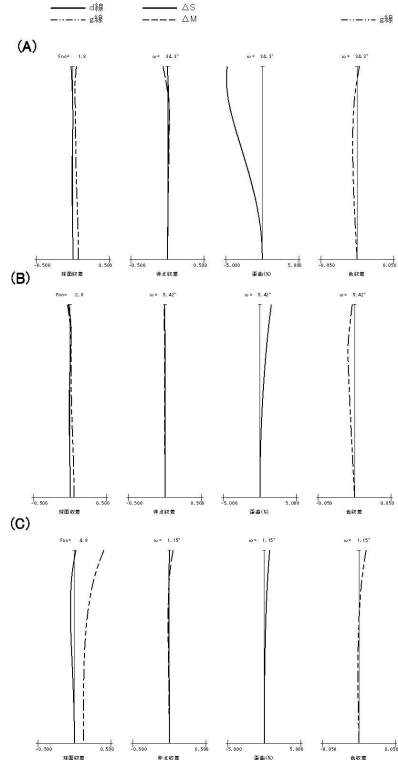 d線 ΔS
g線 ΔM g線
(A)
Fno= 1.8 ω= 34.3° ω= 34.3° ω= 34.3°
-0.500 0.500 -0.500 0.500 -5.000 5.000 -0.050 0.050
球面収差 非点収差 歪曲(%) 色収差
(B)
Fno= 2.8 ω= 5.42° ω= 5.42° ω= 5.42°
-0.500 0.500 -0.500 0.500 -5.000 5.000 -0.050 0.050
球面収差 非点収差 歪曲(%) 色収差
(C)
Fno= 4.9 ω= 1.15° ω= 1.15° ω= 1.15°
-0.500 0.500 -0.500 0.500 -5.000 5.000 -0.050 0.050
球面収差 非点収差 歪曲(%) 色収差